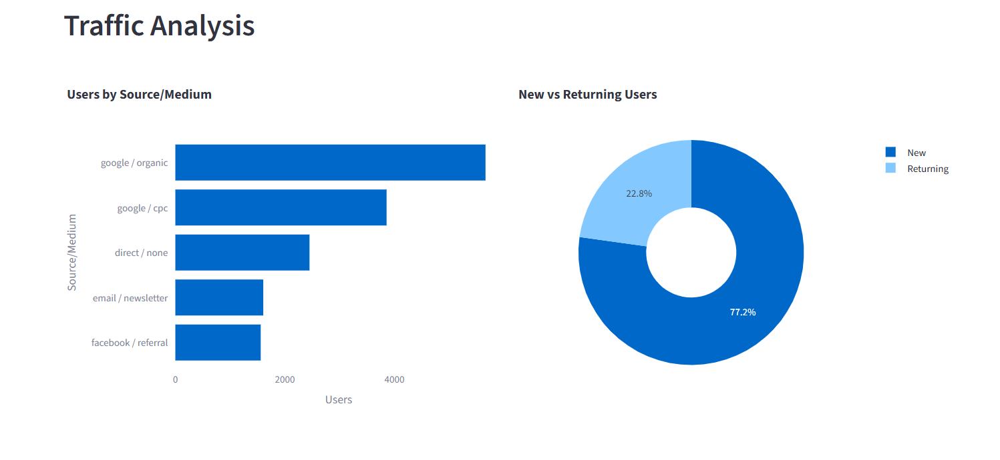 Traffic Analysis
Users by Source/Medium
Source/Medium
google / organic
google / cpc
direct / none
email / newsletter
facebook / referral
0 2000 4000
Users
New vs Returning Users
22.8%
77.2%
New
Returning